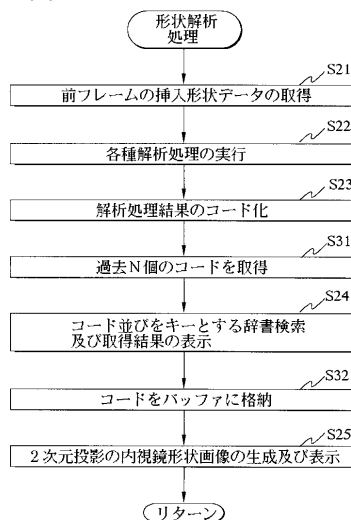 形状解析
処理
S21
前フレームの挿入形状データの取得
S22
各種解析処理の実行
S23
解析処理結果のコード化
S31
過去N個のコードを取得
S24
コード並びをキーとする辞書検索
及び取得結果の表示
S32
コードをバッファに格納
S25
２次元投影の内視鏡形状画像の生成及び表示
リターン